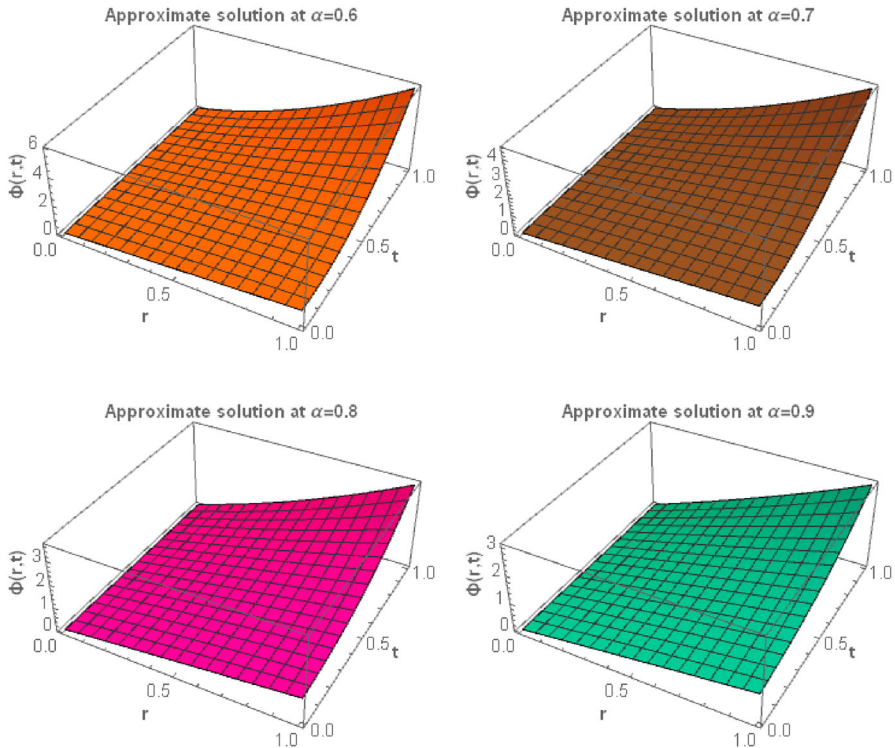 Approximate solution at α=0.6
6
4
2
0
Φ(r,t)
0.0
0.5
1.0
r
0.0
0.5
1.0
t
Approximate solution at α=0.7
4
3
2
1
0
Φ(r,t)
0.0
0.5
1.0
r
0.0
0.5
1.0
t
Approximate solution at α=0.8
3
2
1
0
Φ(r,t)
0.0
0.5
1.0
r
0.0
0.5
1.0
t
Approximate solution at α=0.9
3
2
1
0
Φ(r,t)
0.0
0.5
1.0
r
0.0
0.5
1.0
t